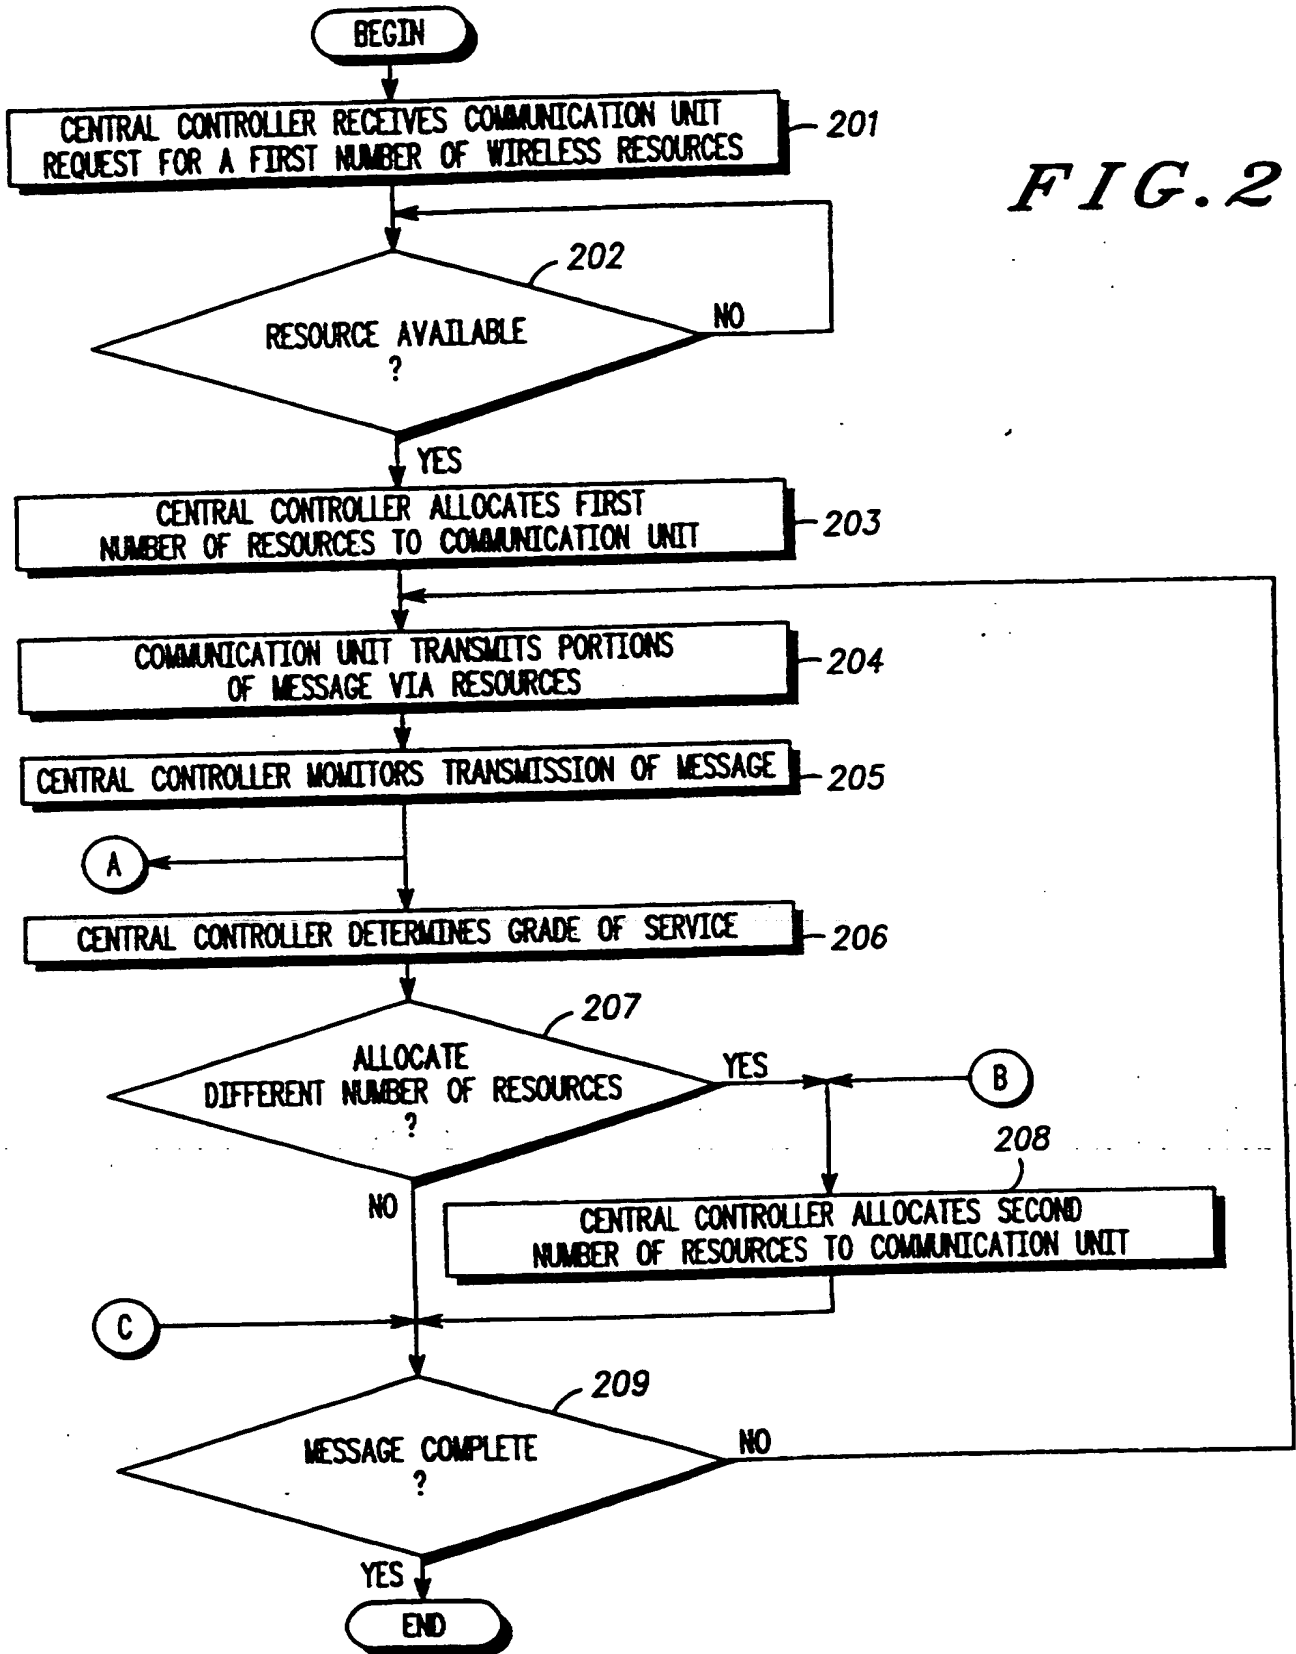 BEGIN
CENTRAL CONTROLLER RECEIVES COMMUNICATION UNIT
REQUEST FOR A FIRST NUMBER OF WIRELESS RESOURCES
201
FIG. 2
202
RESOURCE AVAILABLE
?
NO
YES
CENTRAL CONTROLLER ALLOCATES FIRST
NUMBER OF RESOURCES TO COMMUNICATION UNIT
203
COMMUNICATION UNIT TRANSMITS PORTIONS
OF MESSAGE VIA RESOURCES
204
CENTRAL CONTROLLER MOMITORS TRANSMISSION OF MESSAGE
205
A
CENTRAL CONTROLLER DETERMINES GRADE OF SERVICE
206
207
ALLOCATE
DIFFERENT NUMBER OF RESOURCES
?
YES
B
NO
208
CENTRAL CONTROLLER ALLOCATES SECOND
NUMBER OF RESOURCES TO COMMUNICATION UNIT
C
209
MESSAGE COMPLETE
?
NO
YES
END